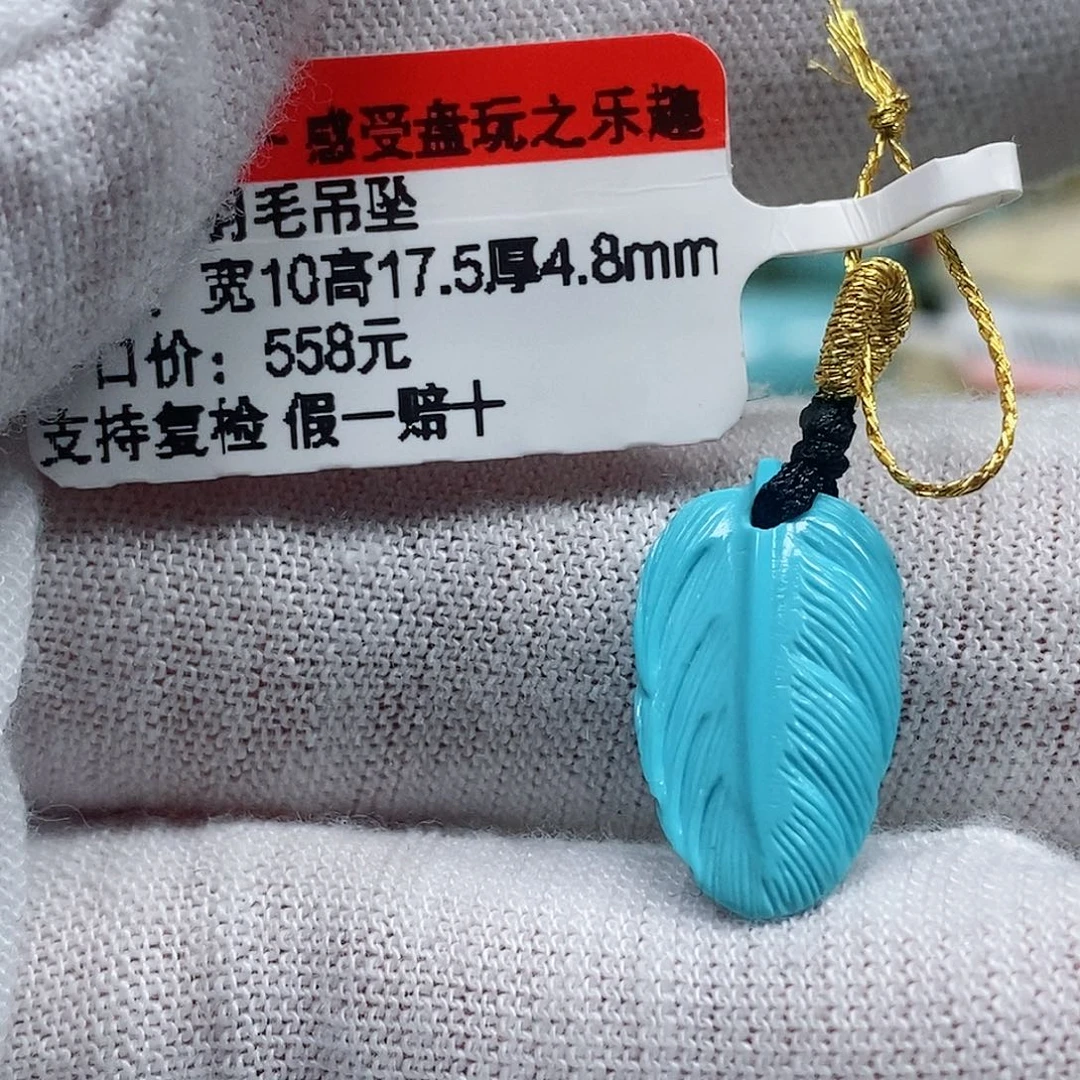 感受盘玩之乐趣
毛吊坠
宽10高17.5厚4.8mm
口价：558元
支持复检 假一赔十